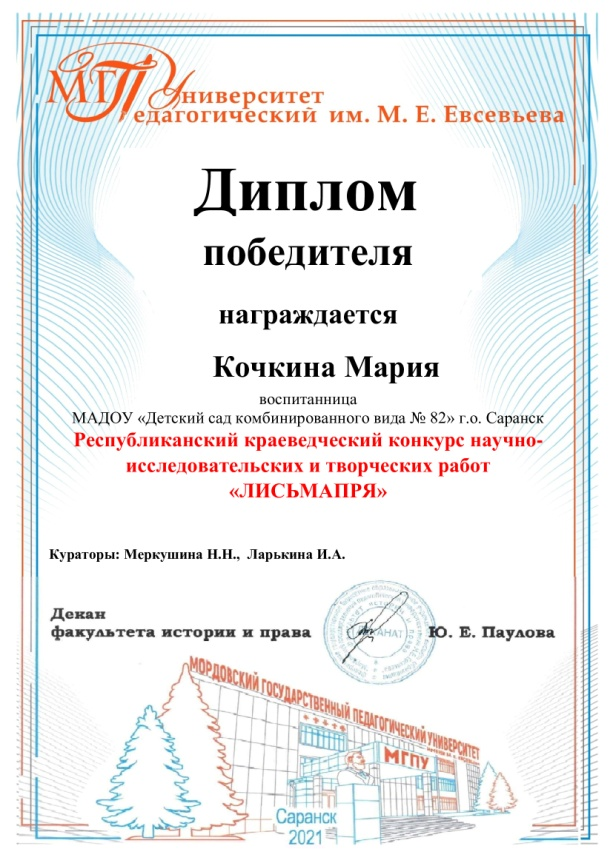 МГПУниверситет
Педагогический им. М. Е. Евсевьева
Диплом
победителя
награждается
Кочкина Мария
воспитанница
МАДОУ «Детский сад комбинированного вида № 82» г.о. Саранск
Республиканский краеведческий конкурс научно-
исследовательских и творческих работ
«ЛИСЬМАПРЯ»
Кураторы: Меркушина Н.Н.,  Ларькина И.А.
Декан
факультета истории и права
ДЕКАНАТ
Ю. Е. Паулова
МОРДОВСКИЙ ГОСУДАРСТВЕННЫЙ ПЕДАГОГИЧЕСКИЙ УНИВЕРСИТЕТ
МГПУ
Саранск
2021